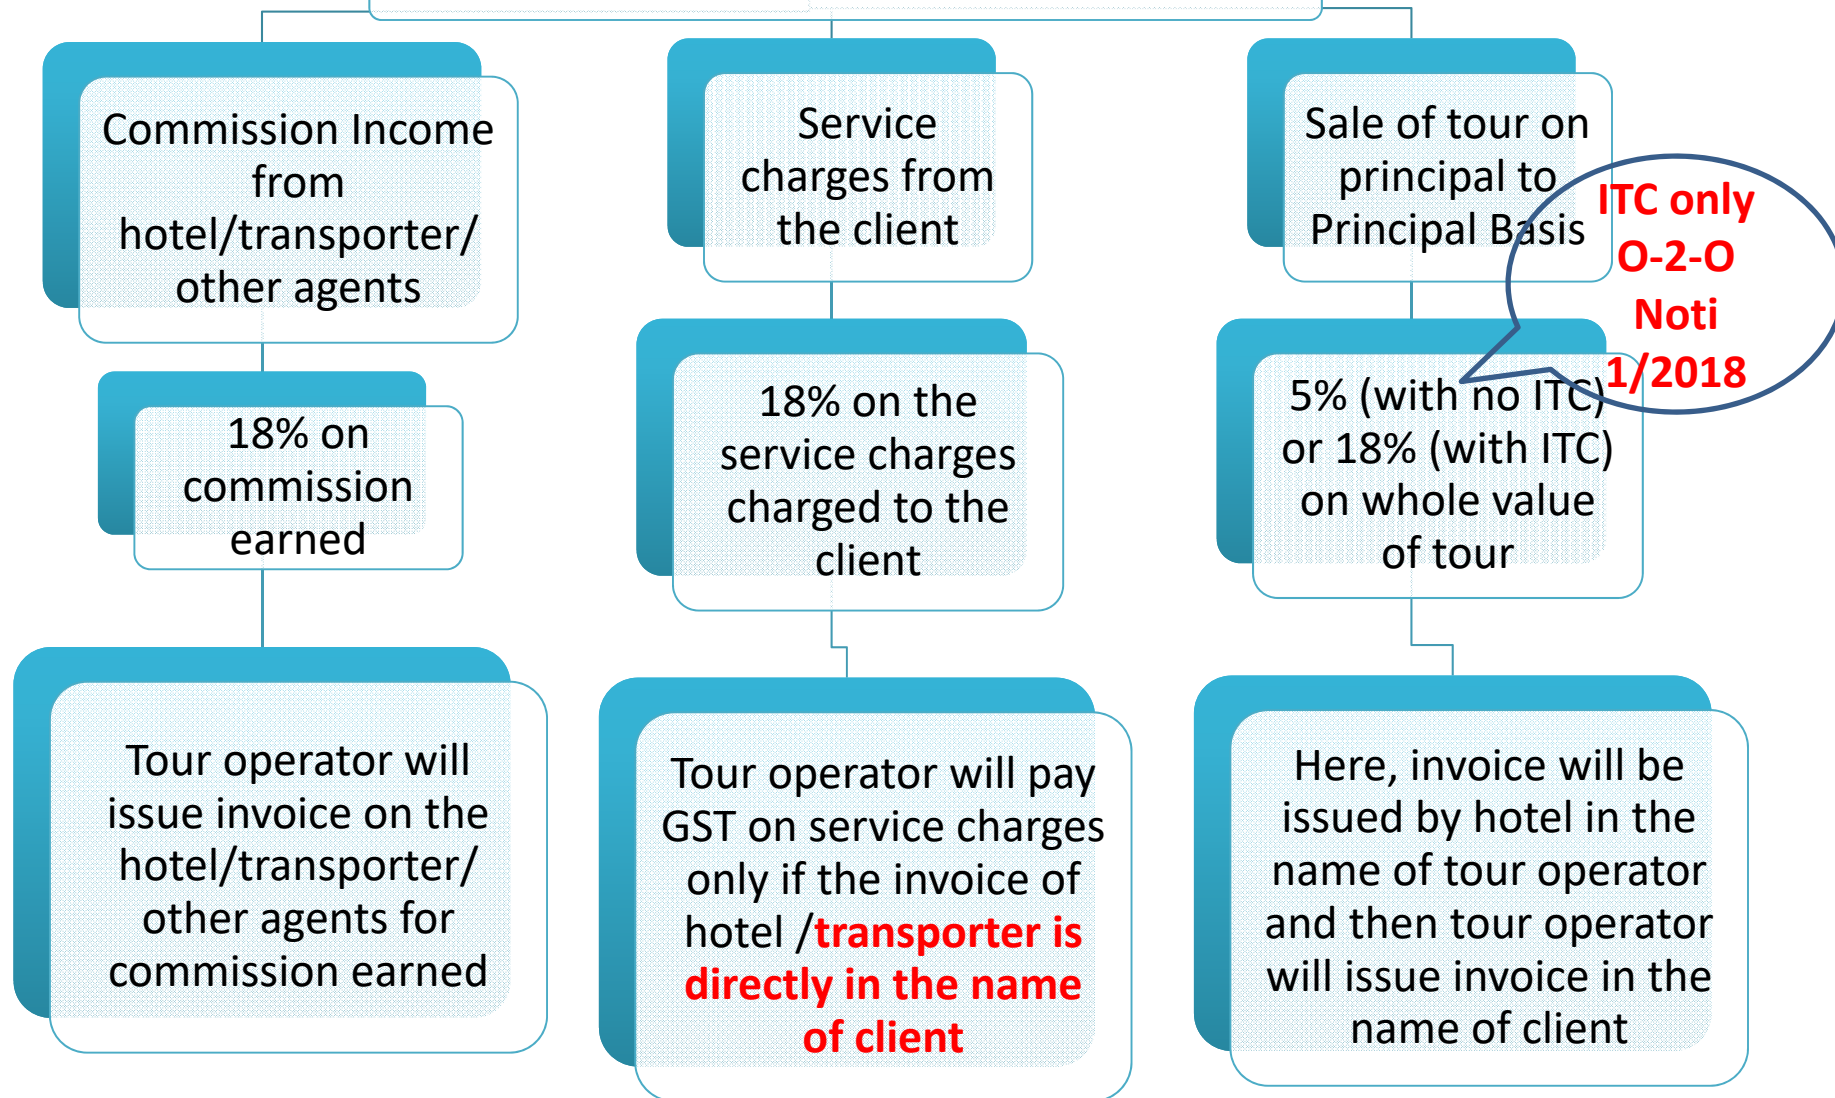 Commission Income
from
hotel/transporter/
other agents
18% on
commission
earned
Tour operator will
issue invoice on the
hotel/transporter/
other agents for
commission earned
Service
charges from
the client
18% on the
service charges
charged to the
client
Tour operator will pay
GST on service charges
only if the invoice of
hotel /transporter is
directly in the name
of client
Sale of tour on
principal to
Principal Basis
ITC only
O-2-O
Noti
1/2018
5% (with no ITC)
or 18% (with ITC)
on whole value
of tour
Here, invoice will be
issued by hotel in the
name of tour operator
and then tour operator
will issue invoice in the
name of client